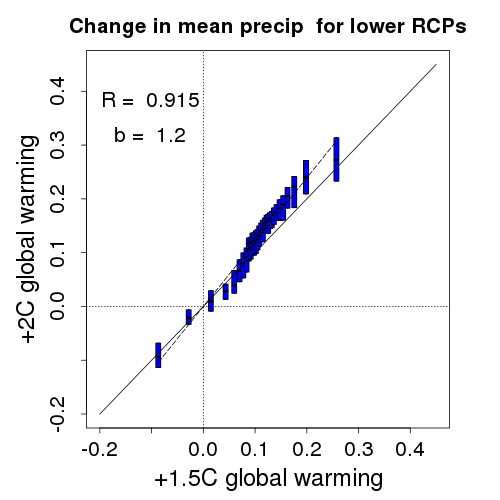 Change in mean precip  for lower RCPs
R =  0.915
b =  1.2
+2C global warming
0.4
0.3
0.2
0.1
0.0
-0.2
-0.2
0.0
0.1
0.2
0.3
0.4
+1.5C global warming